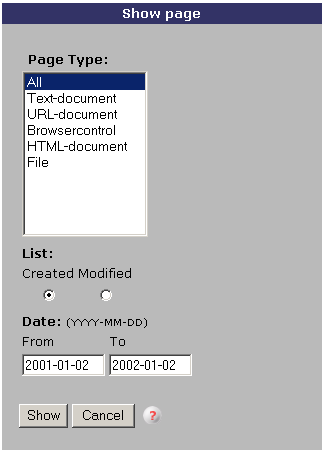 Show page
Page Type:
All
Text-document
URL-document
Browsercontrol
HTML-document
File
List:
Created Modified
Date: (YYYY-MM-DD)
From To
2001-01-02 2002-01-02
Show Cancel ?